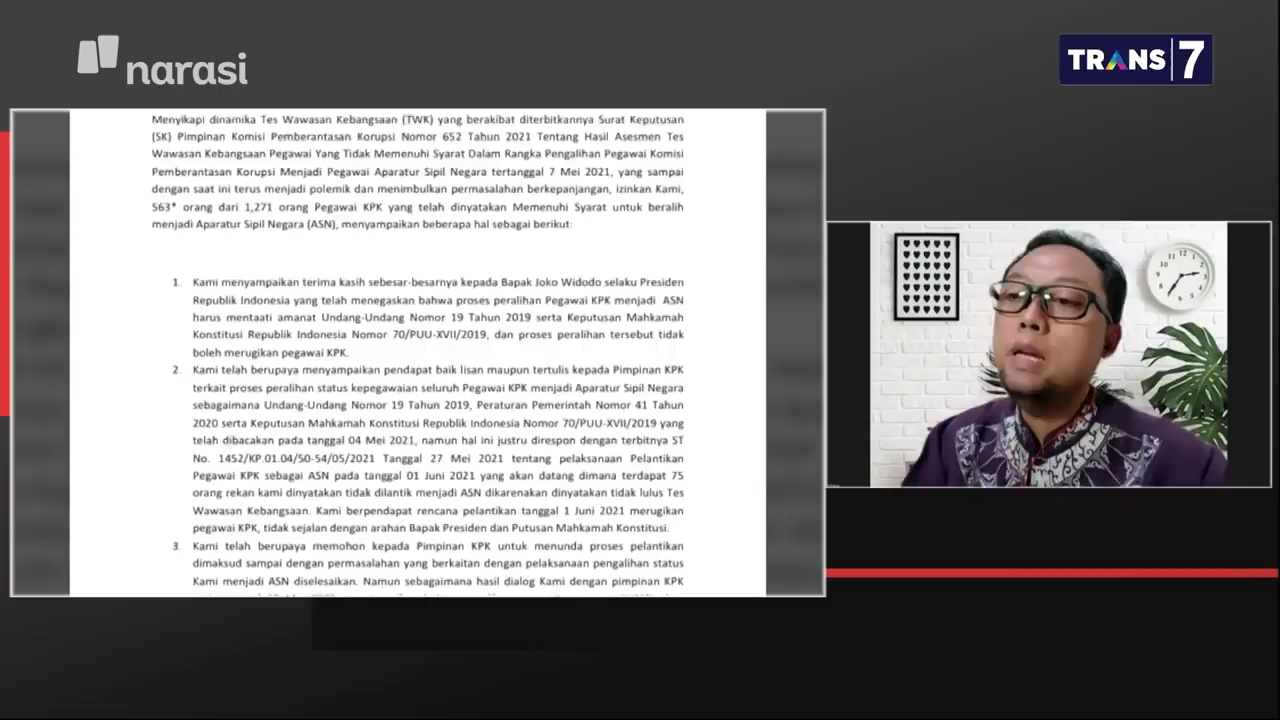 narasi
TRANS 7
Menyikapi dinamika Tes Wawasan Kebangsaan (TWK) yang berakibat diterbitkannya Surat Keputusan
(SK) Pimpinan Komisi Pemberantasan Korupsi Nomor 652 Tahun 2021 Tentang Hasil Asesmen Tes
Wawasan Kebangsaan Pegawai Yang Tidak Memenuhi Syarat Dalam Rangka Pengalihan Pegawai Komisi
Pemberantasan Korupsi Menjadi Pegawai Aparatur Sipil Negara tertanggal 7 Mei 2021, yang sampai
dengan saat ini terus menjadi polemik dan menimbulkan permasalahan berkepanjangan, izinkan Kami,
563* orang dari 1,271 orang Pegawai KPK yang telah dinyatakan Memenuhi Syarat untuk beralih
menjadi Aparatur Sipil Negara (ASN), menyampaikan beberapa hal sebagai berikut:
1. Kami menyampaikan terima kasih sebesar-besarnya kepada Bapak Joko Widodo selaku Presiden
Republik Indonesia yang telah menegaskan bahwa proses peralihan Pegawai KPK menjadi ASN
harus mentaati amanat Undang-Undang Nomor 19 Tahun 2019 serta Keputusan Mahkamah
Konstitusi Republik Indonesia Nomor 70/PUU-XVII/2019, dan proses peralihan tersebut tidak
boleh merugikan pegawai KPK.
2. Kami telah berupaya menyampaikan pendapat baik lisan maupun tertulis kepada Pimpinan KPK
terkait proses peralihan status kepegawaian seluruh Pegawai KPK menjadi Aparatur Sipil Negara
sebagaimana Undang-Undang Nomor 19 Tahun 2019, Peraturan Pemerintah Nomor 41 Tahun
2020 serta Keputusan Mahkamah Konstitusi Republik Indonesia Nomor 70/PUU-XVII/2019 yang
telah dibacakan pada tanggal 04 Mei 2021, namun hal ini justru direspon dengan terbitnya ST
No. 1452/KP.01.04/50-54/05/2021 Tanggal 27 Mei 2021 tentang pelaksanaan Pelantikan
Pegawai KPK sebagai ASN pada tanggal 01 Juni 2021 yang akan datang dimana terdapat 75
orang rekan kami dinyatakan tidak dilantik menjadi ASN dikarenakan dinyatakan tidak lulus Tes
Wawasan Kebangsaan. Kami berpendapat rencana pelantikan tanggal 1 Juni 2021 merugikan
pegawai KPK, tidak sejalan dengan arahan Bapak Presiden dan Putusan Mahkamah Konstitusi.
3. Kami telah berupaya memohon kepada Pimpinan KPK untuk menunda proses pelantikan
dimaksud sampai dengan permasalahan yang berkaitan dengan pelaksanaan pengalihan status
Kami menjadi ASN diselesaikan. Namun sebagaimana hasil dialog Kami dengan pimpinan KPK